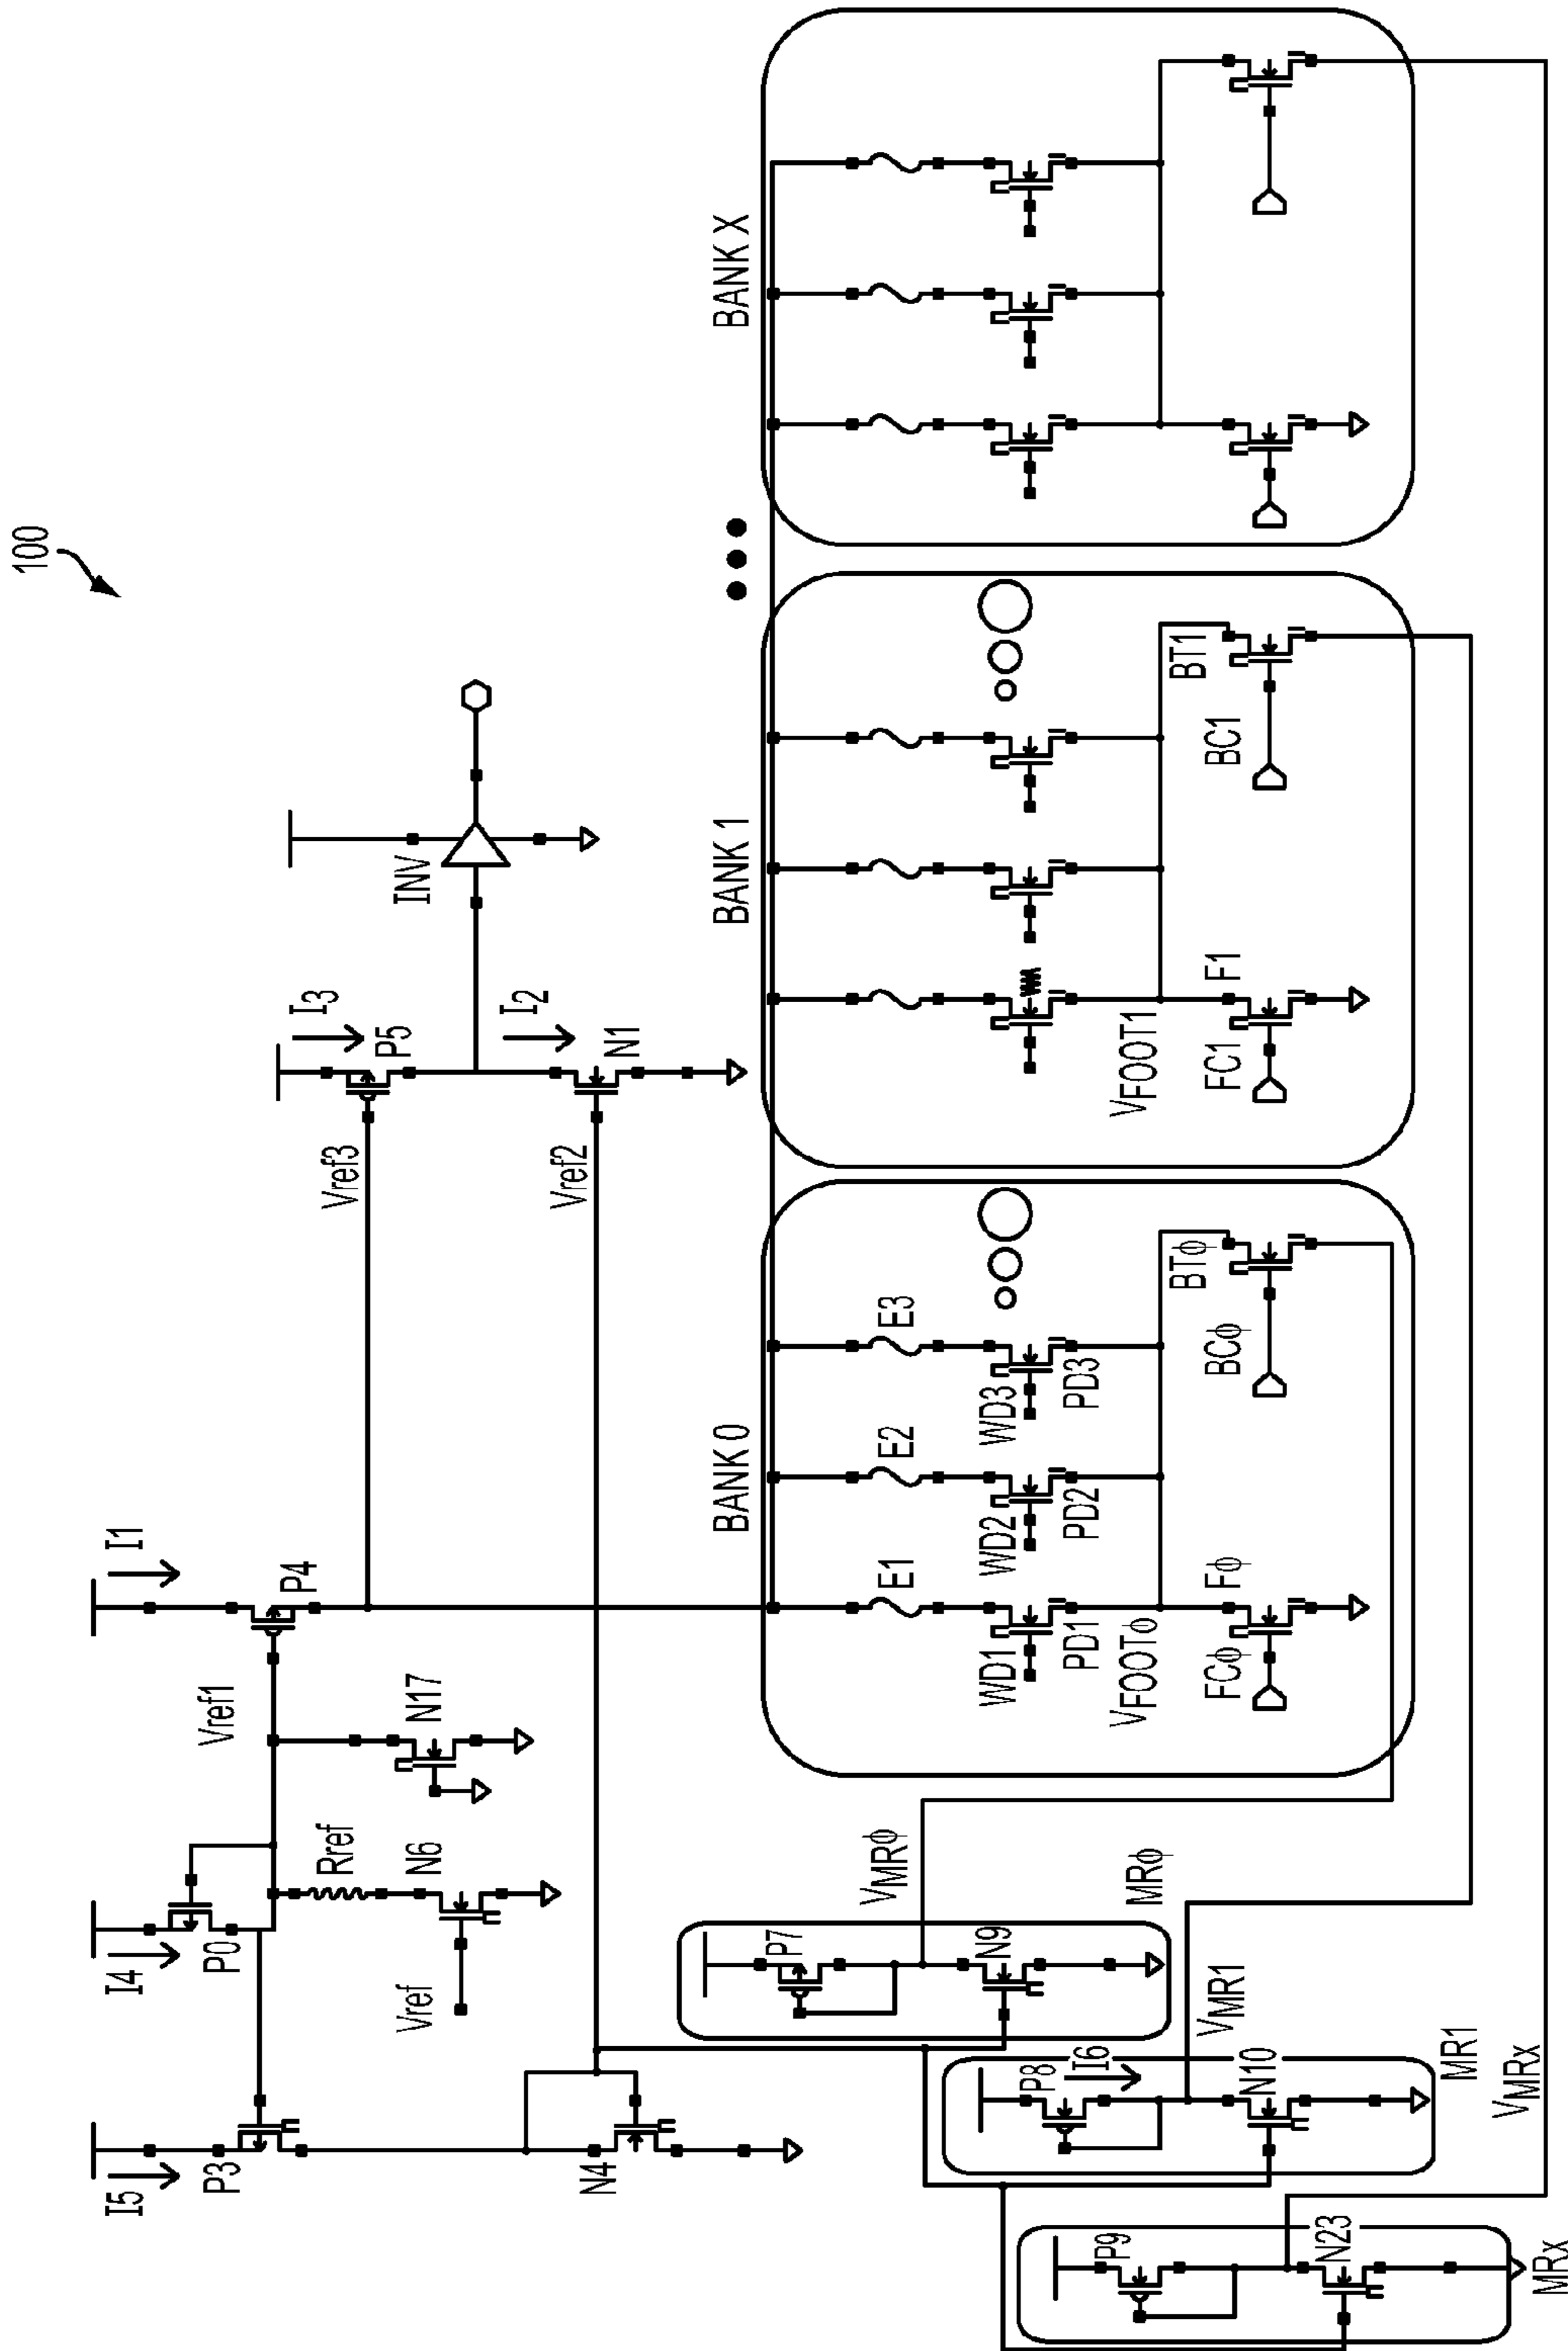 100
I1
P4
Vref1
N17
I4
P0
Rref
N6
Vref
I5
P3
N4
I3
P5
Vref3
INV
I2
N1
Vref2
BANK 0
BANK 1
BANK X
E1
E2
E3
WD1
WD2
WD3
PD1
PD2
PD3
VFOOTϕ
VFOOT1
FCϕ
Fϕ
BCϕ
BTϕ
FC1
F1
BC1
BT1
P7
N9
VMRϕ
MRϕ
P8
I6
N10
VMR1
MR1
P9
N23
VMRx
MRx